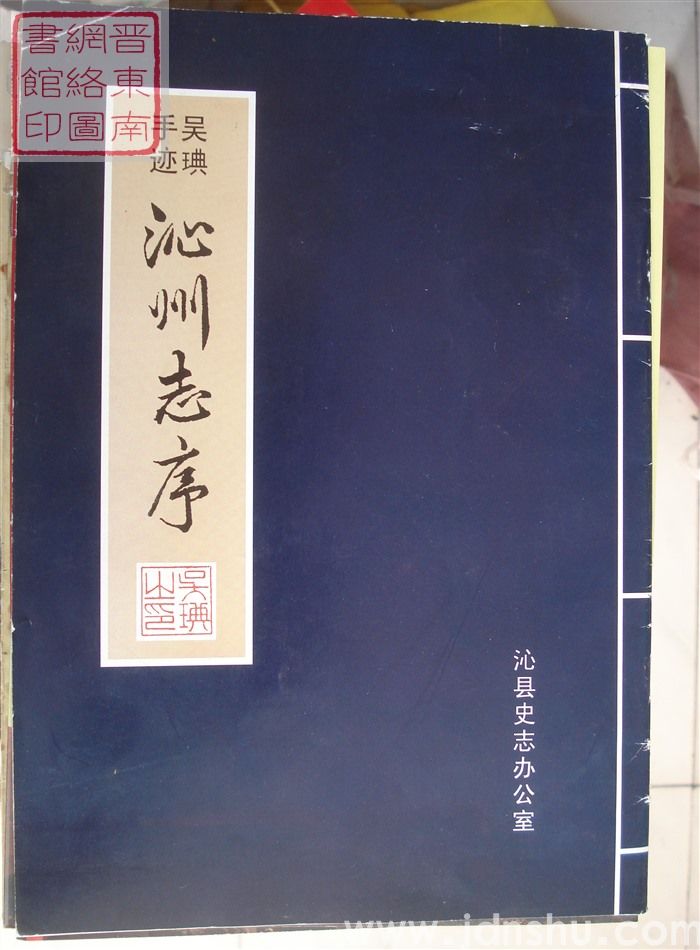 晋東南
網絡圖
書館印
吴琠
手迹
沁州志序
吴琠
之印
沁县史志办公室
www.jdnshu.com